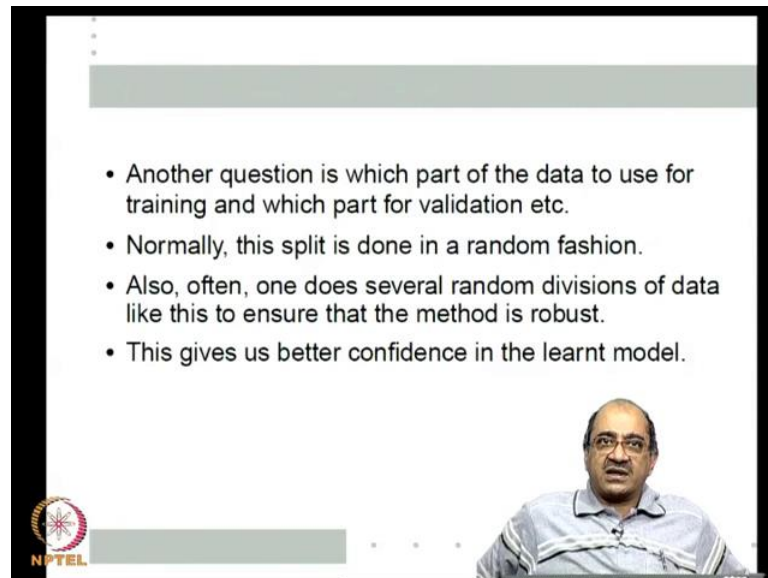 • Another question is which part of the data to use for
training and which part for validation etc.
• Normally, this split is done in a random fashion.
• Also, often, one does several random divisions of data
like this to ensure that the method is robust.
• This gives us better confidence in the learnt model.
NPTEL